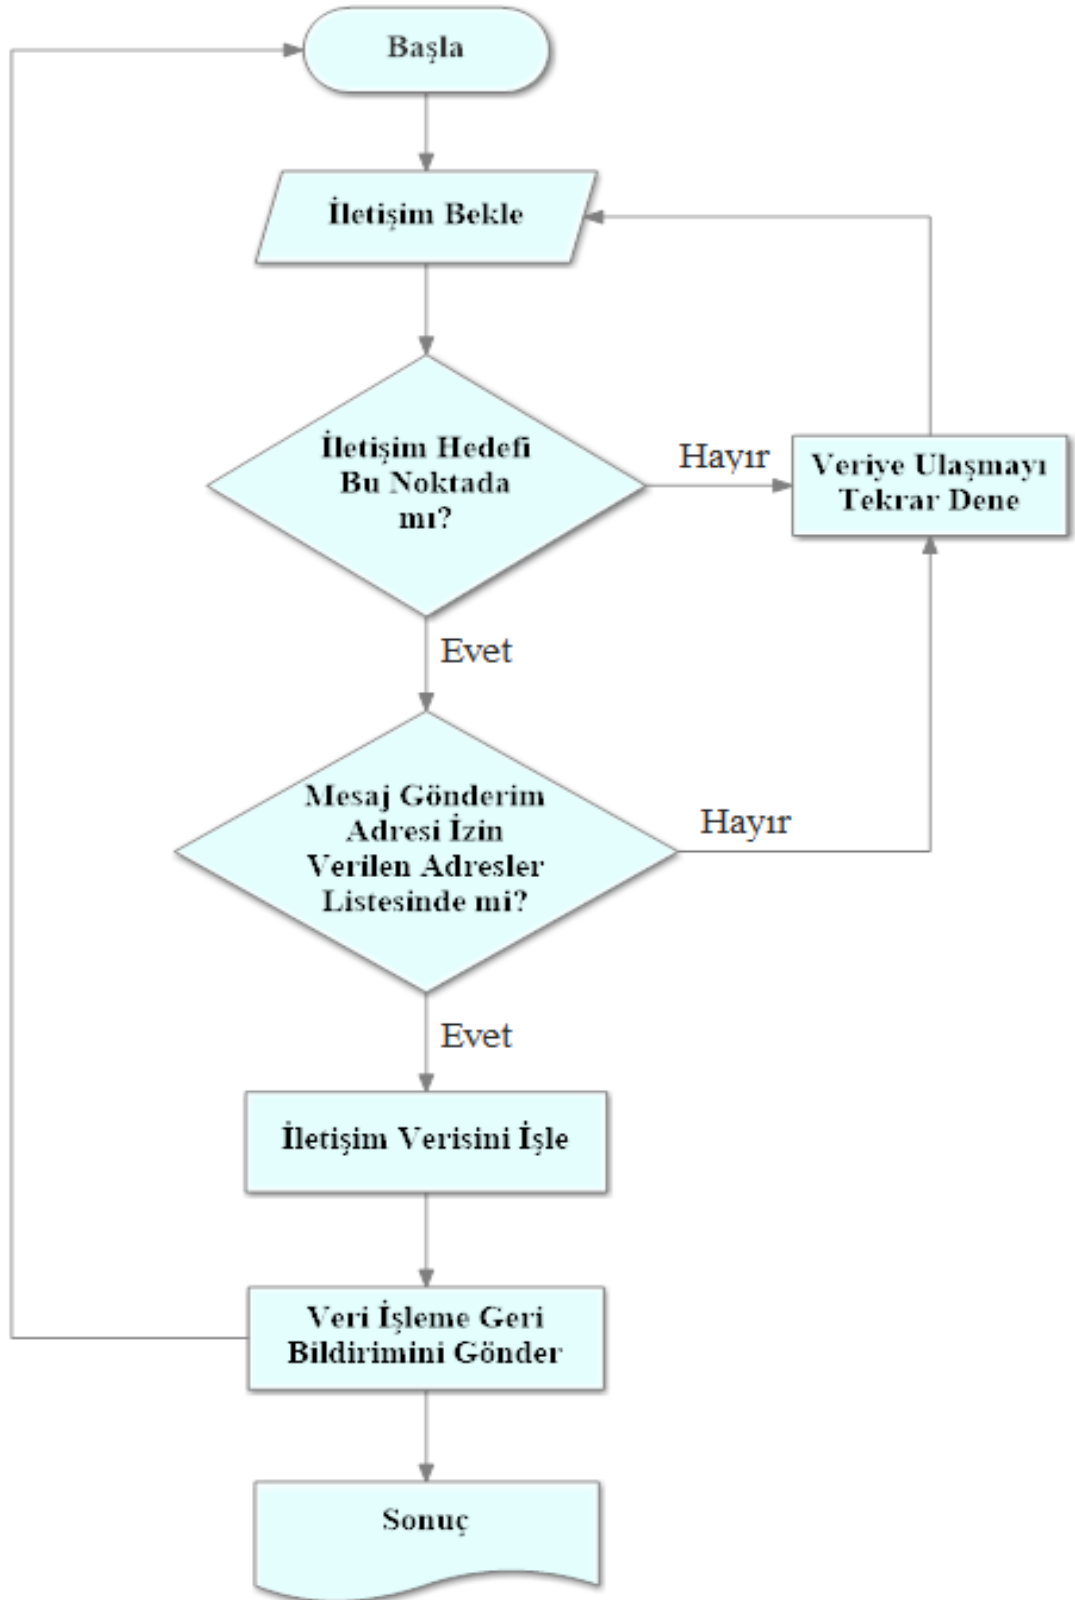 Başla
İletişim Bekle
İletişim Hedefi
Bu Noktada
mı?
Hayır
Veriye Ulaşmayı
Tekrar Dene
Evet
Mesaj Gönderim
Adresi İzin
Verilen Adresler
Listesinde mi?
Hayır
Evet
İletişim Verisini İşle
Veri İşleme Geri
Bildirimini Gönder
Sonuç